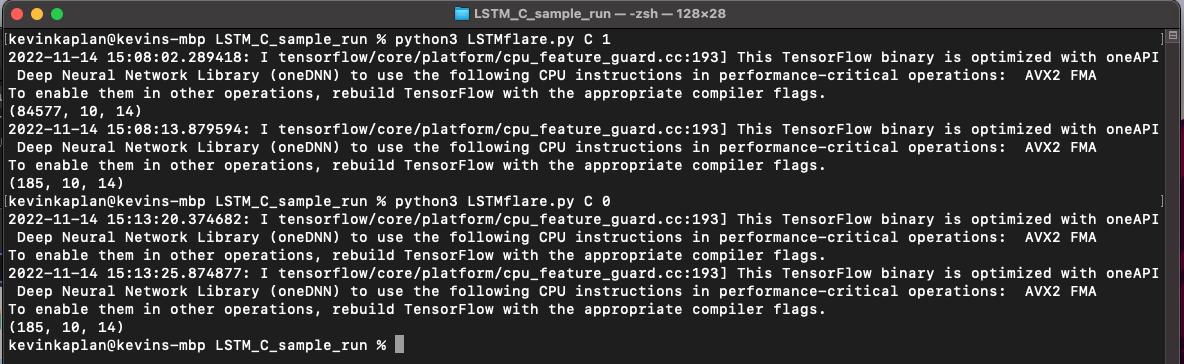 LSTM_C_sample_run — -zsh — 128×28
[kevinkaplan@kevins-mbp LSTM_C_sample_run % python3 LSTMflare.py C 1 ]
2022-11-14 15:08:02.289418: I tensorflow/core/platform/cpu_feature_guard.cc:193] This TensorFlow binary is optimized with oneAPI
 Deep Neural Network Library (oneDNN) to use the following CPU instructions in performance-critical operations:  AVX2 FMA
To enable them in other operations, rebuild TensorFlow with the appropriate compiler flags.
(84577, 10, 14)
2022-11-14 15:08:13.879594: I tensorflow/core/platform/cpu_feature_guard.cc:193] This TensorFlow binary is optimized with oneAPI
 Deep Neural Network Library (oneDNN) to use the following CPU instructions in performance-critical operations:  AVX2 FMA
To enable them in other operations, rebuild TensorFlow with the appropriate compiler flags.
(185, 10, 14)
[kevinkaplan@kevins-mbp LSTM_C_sample_run % python3 LSTMflare.py C 0 ]
2022-11-14 15:13:20.374682: I tensorflow/core/platform/cpu_feature_guard.cc:193] This TensorFlow binary is optimized with oneAPI
 Deep Neural Network Library (oneDNN) to use the following CPU instructions in performance-critical operations:  AVX2 FMA
To enable them in other operations, rebuild TensorFlow with the appropriate compiler flags.
2022-11-14 15:13:25.874877: I tensorflow/core/platform/cpu_feature_guard.cc:193] This TensorFlow binary is optimized with oneAPI
 Deep Neural Network Library (oneDNN) to use the following CPU instructions in performance-critical operations:  AVX2 FMA
To enable them in other operations, rebuild TensorFlow with the appropriate compiler flags.
(185, 10, 14)
kevinkaplan@kevins-mbp LSTM_C_sample_run %